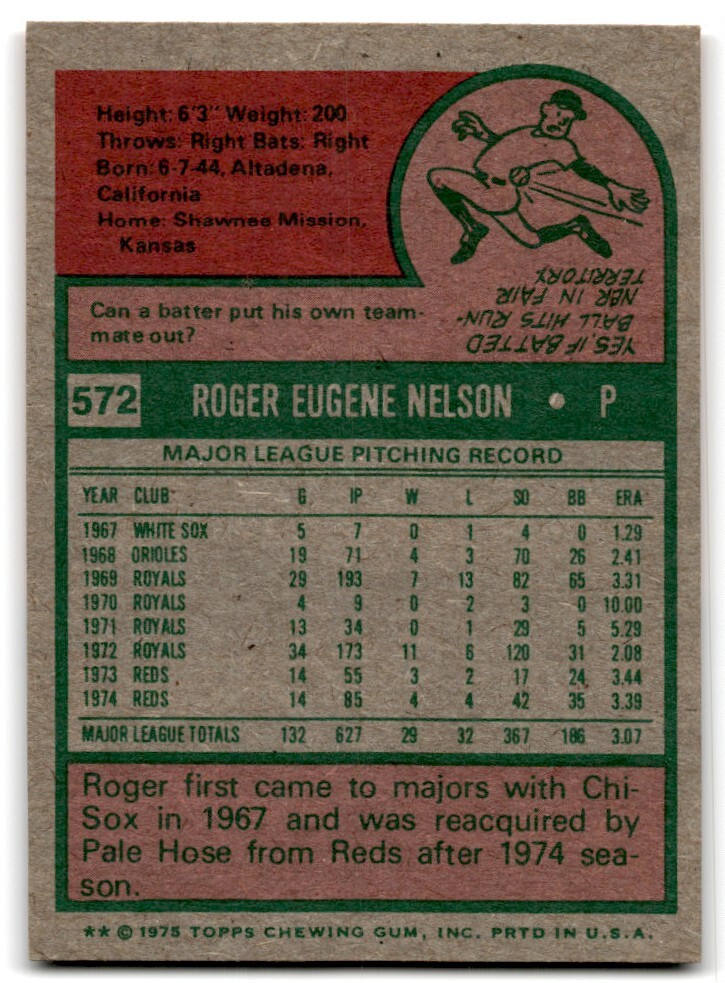 Height: 6'3" Weight: 200
Throws: Right Bats: Right
Born: 6-7-44, Altadena,
California
Home: Shawnee Mission,
Kansas
Can a batter put his own team-
mate out?
YES, IF BATTED
BALL HITS RUN-
NBR IN FAIR
TERRITORY
572 ROGER EUGENE NELSON • P
MAJOR LEAGUE PITCHING RECORD
YEAR CLUB G IP W L SO BB ERA
1967 WHITE SOX 5 7 0 1 4 0 1.29
1968 ORIOLES 19 71 4 3 70 26 2.41
1969 ROYALS 29 193 7 13 82 65 3.31
1970 ROYALS 4 9 0 2 3 0 10.00
1971 ROYALS 13 34 0 1 29 5 5.29
1972 ROYALS 34 173 11 6 120 31 2.08
1973 REDS 14 55 3 2 17 24 3.44
1974 REDS 14 85 4 4 42 35 3.39
MAJOR LEAGUE TOTALS 132 627 29 32 367 186 3.07
Roger first came to majors with Chi-
Sox in 1967 and was reacquired by
Pale Hose from Reds after 1974 sea-
son.
** © 1975 TOPPS CHEWING GUM, INC. PRTD IN U.S.A.